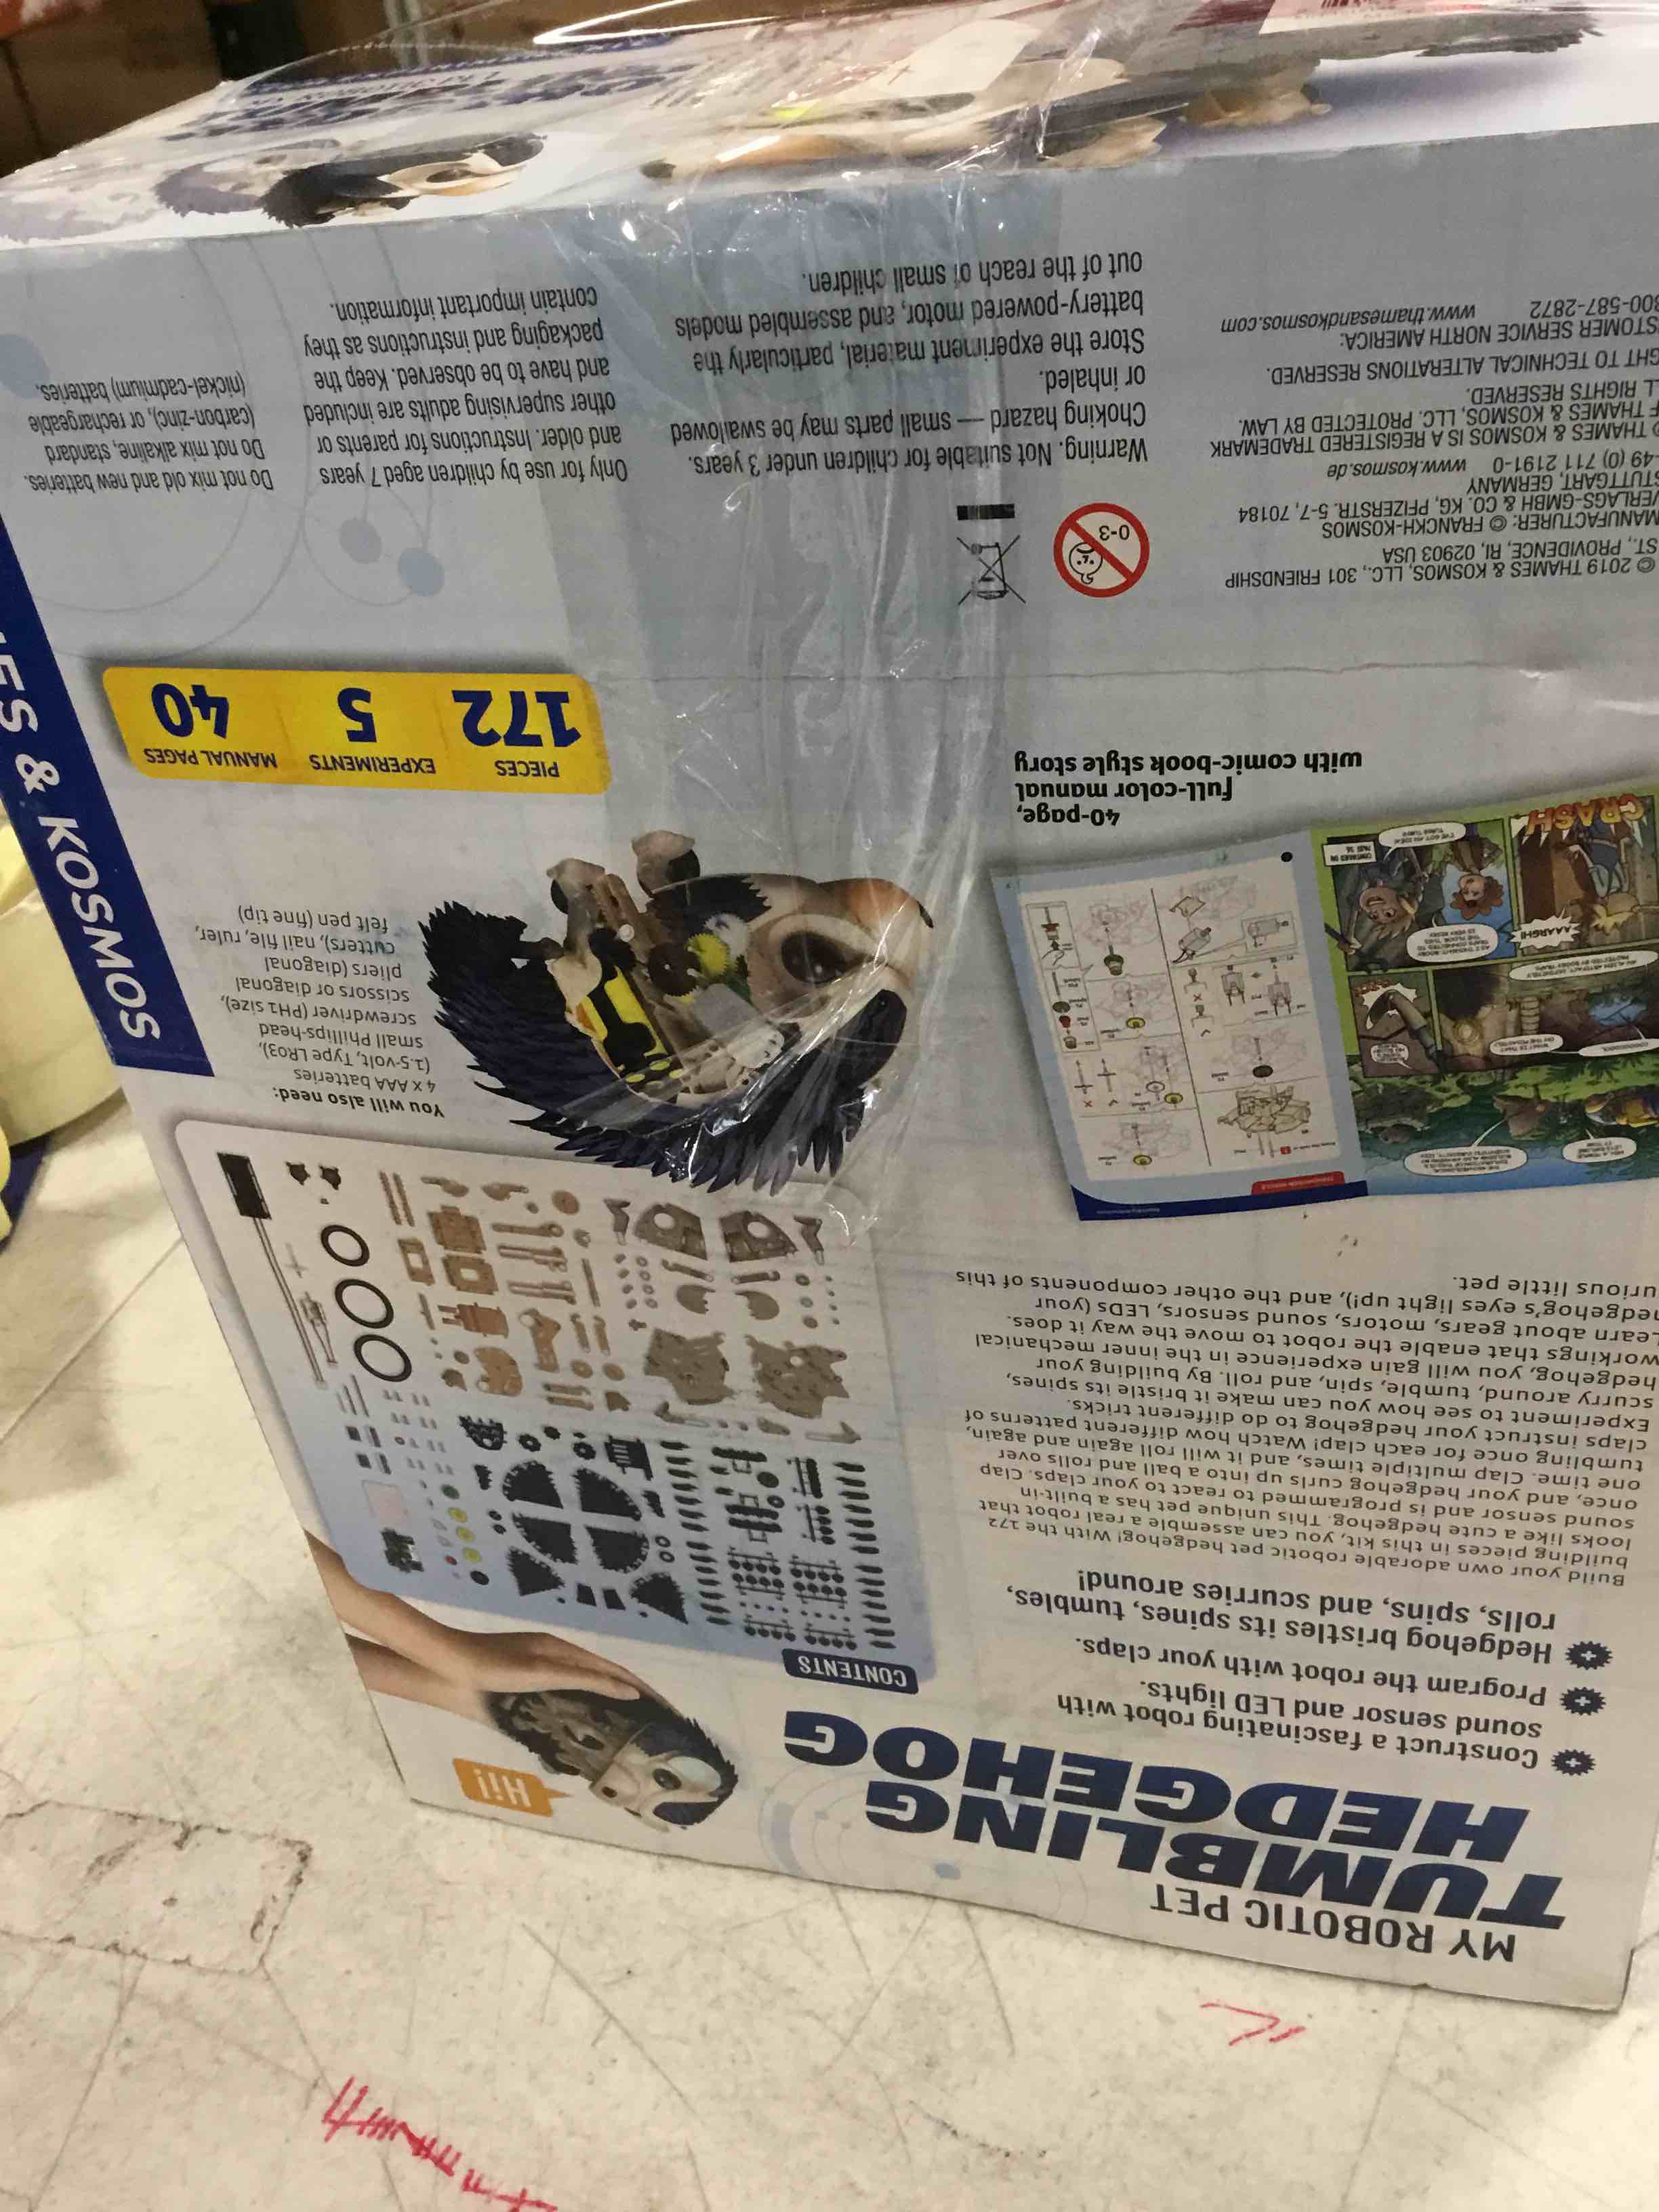 MY ROBOTIC PET
TUMBLING
HEDGEHOG
Construct a fascinating robot with
sound sensor and LED lights.
Program the robot with your claps.
Hedgehog bristles its spines, tumbles,
rolls, spins, and scurries around!
Build your own adorable robotic pet hedgehog! With the 172
building pieces in this kit, you can assemble a real robot that
looks like a cute hedgehog. This unique pet has a built-in
sound sensor and is programmed to react to your claps. Clap
once, and your hedgehog curls up into a ball and rolls over
one time. Clap multiple times, and it will roll again and again,
tumbling once for each clap! Watch how different patterns of
claps instruct your hedgehog to do different tricks.
Experiment to see how you can make it bristle its spines,
scurry around, tumble, spin, and roll. By building your
hedgehog, you will gain experience in the inner mechanical
workings that enable the robot to move the way it does.
Learn about gears, motors, sound sensors, LEDs (your
hedgehog's eyes light up!), and the other components of this
urious little pet.
Hi!
CONTENTS
You will also need:
4 x AAA batteries
(1.5-volt, Type LR03),
small Phillips-head
screwdriver (PH1 size),
scissors or diagonal
pliers (diagonal
cutters), nail file, ruler,
felt pen (fine tip)
40-page,
full-color manual
with comic-book style story
CRASH
AAARGH!
PIECES
172
EXPERIMENTS
5
MANUAL PAGES
40
ES & KOSMOS
© 2019 THAMES & KOSMOS, LLC., 301 FRIENDSHIP
ST., PROVIDENCE, RI, 02903 USA
MANUFACTURER: © FRANCKH-KOSMOS
VERLAGS-GMBH & CO. KG, PFIZERSTR. 5-7, 70184
STUTTGART, GERMANY
49 (0) 711 2191-0 www.kosmos.de
THAMES & KOSMOS IS A REGISTERED TRADEMARK
F THAMES & KOSMOS, LLC. PROTECTED BY LAW.
LL RIGHTS RESERVED.
GHT TO TECHNICAL ALTERATIONS RESERVED.
STOMER SERVICE NORTH AMERICA:
800-587-2872 www.thamesandkosmos.com
0-3
Warning. Not suitable for children under 3 years.
Choking hazard — small parts may be swallowed
or inhaled.
Store the experiment material, particularly the
battery-powered motor, and assembled models
out of the reach of small children.
Only for use by children aged 7 years
and older. Instructions for parents or
other supervising adults are included
and have to be observed. Keep the
packaging and instructions as they
contain important information.
Do not mix old and new batteries.
Do not mix alkaline, standard
(carbon-zinc), or rechargeable
(nickel-cadmium) batteries.